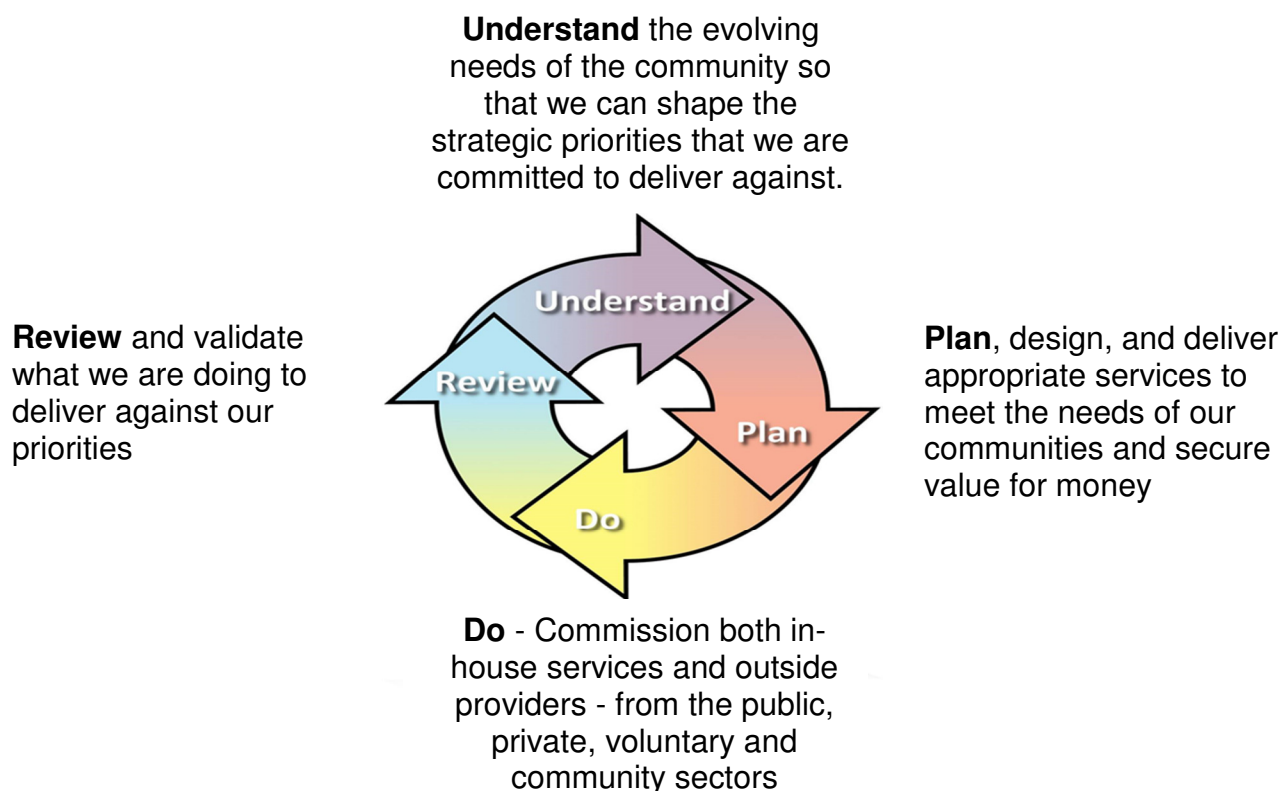 Understand the evolving
needs of the community so
that we can shape the
strategic priorities that we are
committed to deliver against.
Understand
Review
Plan
Do
Review and validate
what we are doing to
deliver against our
priorities
Plan, design, and deliver
appropriate services to
meet the needs of our
communities and secure
value for money
Do - Commission both in-
house services and outside
providers - from the public,
private, voluntary and
community sectors